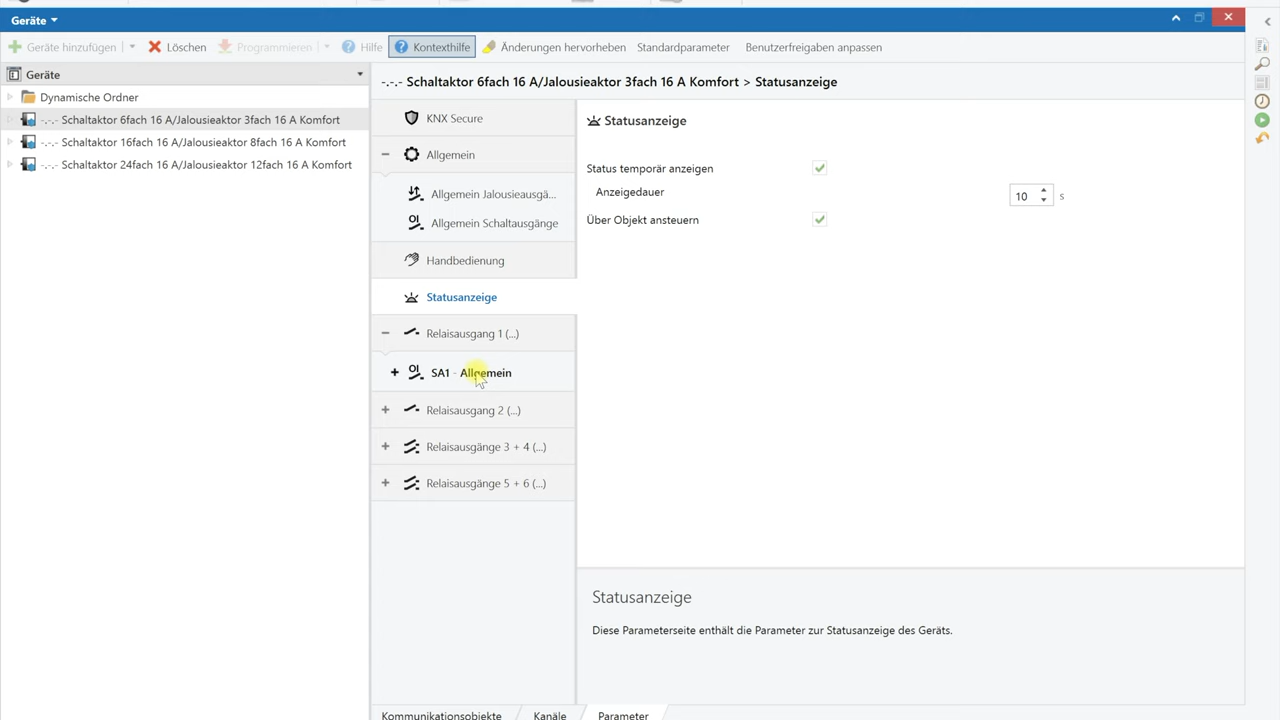 Geräte
Geräte hinzufügen
Löschen
Programmieren
Hilfe
Kontexthilfe
Änderungen hervorheben
Standardparameter
Benutzerfreigaben anpassen
Geräte
Dynamische Ordner
-.-.- Schaltaktor 6fach 16 A/Jalousieaktor 3fach 16 A Komfort
-.-.- Schaltaktor 16fach 16 A/Jalousieaktor 8fach 16 A Komfort
-.-.- Schaltaktor 24fach 16 A/Jalousieaktor 12fach 16 A Komfort
-.-.- Schaltaktor 6fach 16 A/Jalousieaktor 3fach 16 A Komfort > Statusanzeige
KNX Secure
Allgemein
Allgemein Jalousieausgä...
Allgemein Schaltausgänge
Handbedienung
Statusanzeige
Relaisausgang 1 (...)
SA1 - Allgemein
Relaisausgang 2 (...)
Relaisausgänge 3 + 4 (...)
Relaisausgänge 5 + 6 (...)
Statusanzeige
Status temporär anzeigen
Anzeigedauer
10 s
Über Objekt ansteuern
Statusanzeige
Diese Parameterseite enthält die Parameter zur Statusanzeige des Geräts.
Kommunikationsobjekte
Kanäle
Parameter